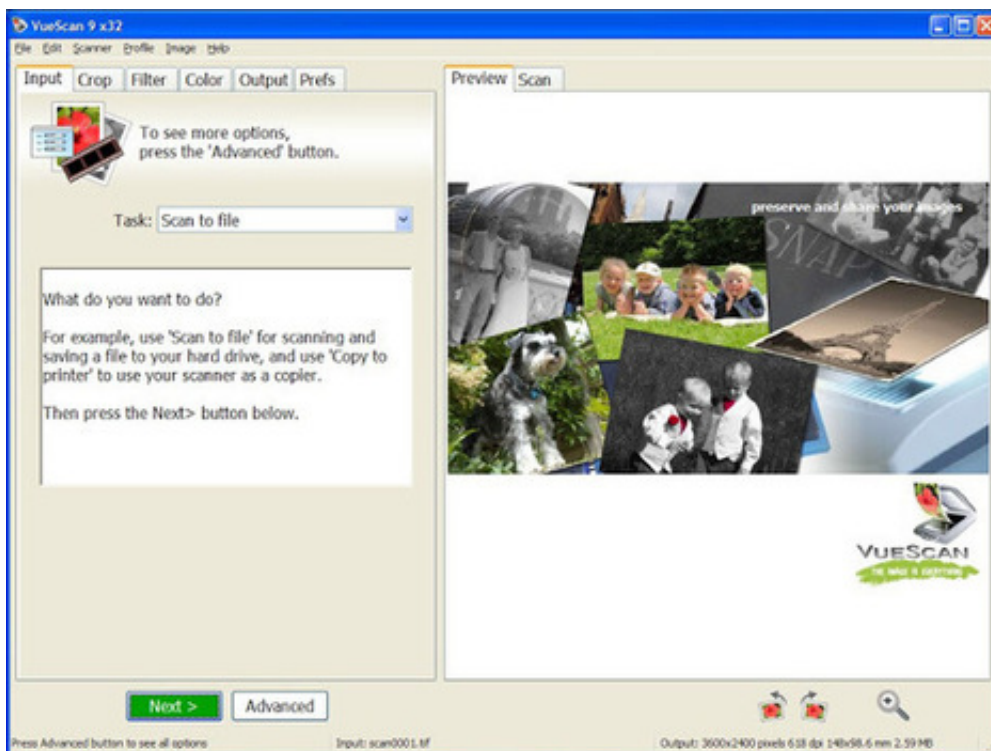 VueScan 9 x32
File Edit Scanner Profile Image Help
Input Crop Filter Color Output Prefs
Preview Scan
To see more options,
press the 'Advanced' button.
Task: Scan to file
What do you want to do?
For example, use 'Scan to file' for scanning and
saving a file to your hard drive, and use 'Copy to
printer' to use your scanner as a copier.
Then press the Next> button below.
preserve and share your images
SNAP
VUESCAN
THE IMAGE IS EVERYTHING
Next >
Advanced
Press Advanced button to see all options
Input: scan0001.tif
Output: 3600x2400 pixels 618 dpi 148x98.6 mm 2.59 MB